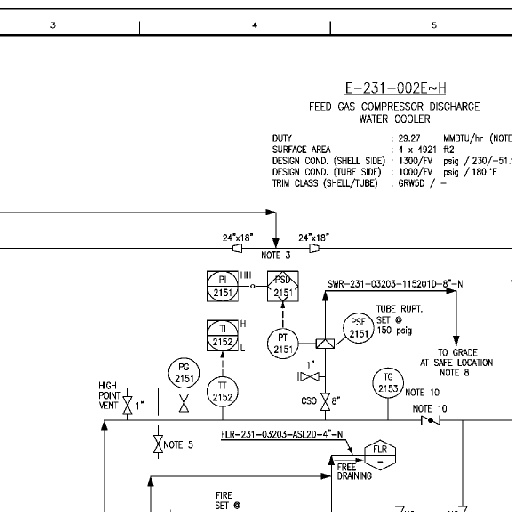 3 4 5
E-231-002E~H
FEED GAS COMPRESSOR DISCHARGE
WATER COOLER
DUTY : 29.27 MMBTU/hr (NOTE
SURFACE AREA : 1 x 4921 ft2
DESIGN COND. (SHELL SIDE) : 1300/FV psig / 230/-51.
DESIGN COND. (TUBE SIDE) : 1000/FV psig / 180°F
TRIM CLASS (SHELL/TUBE) : / -
24"x18" 24"x18"
NOTE 3
PI
2151
HH
PSD
2151
SWR-231-03203-115201D-8"-N
TUBE RUPT.
SET @
150 psig
PSE
2151
TI
2152
H
L
PT
2151
TO GRADE
AT SAFE LOCATION
NOTE 8
PG
2151
1"
TG
2153
NOTE 10
HIGH
POINT
VENT
1"
TT
2152
CSO 8"
NOTE 10
NOTE 5
FLR-231-03203-ASL2D-4"-N
FLR
-
FREE
DRAINING
FIRE
SET @